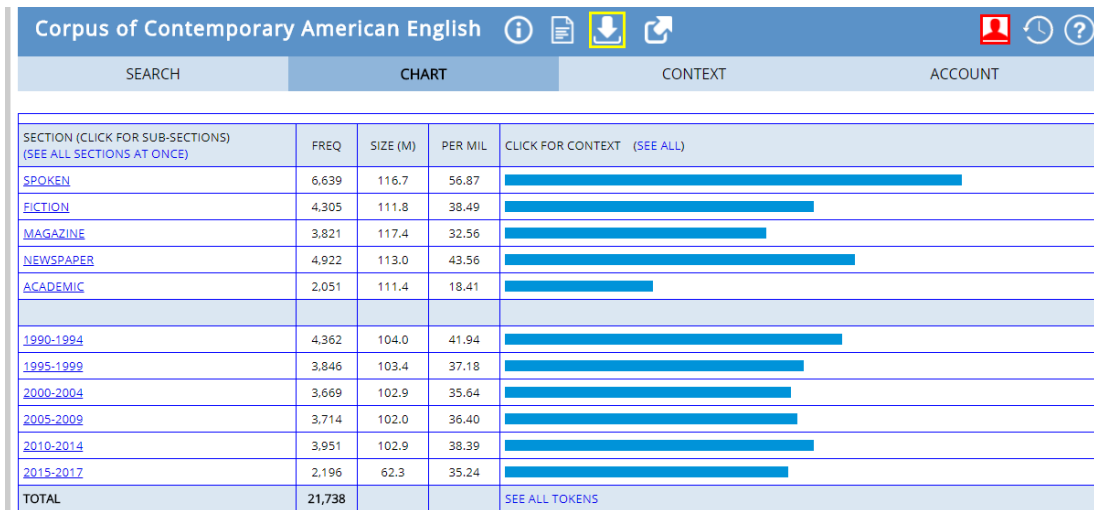 Corpus of Contemporary American English
SEARCH CHART CONTEXT ACCOUNT
SECTION (CLICK FOR SUB-SECTIONS)
(SEE ALL SECTIONS AT ONCE) FREQ SIZE (M) PER MIL CLICK FOR CONTEXT (SEE ALL)
SPOKEN 6,639 116.7 56.87
FICTION 4,305 111.8 38.49
MAGAZINE 3,821 117.4 32.56
NEWSPAPER 4,922 113.0 43.56
ACADEMIC 2,051 111.4 18.41
1990-1994 4,362 104.0 41.94
1995-1999 3,846 103.4 37.18
2000-2004 3,669 102.9 35.64
2005-2009 3,714 102.0 36.40
2010-2014 3,951 102.9 38.39
2015-2017 2,196 62.3 35.24
TOTAL 21,738 SEE ALL TOKENS